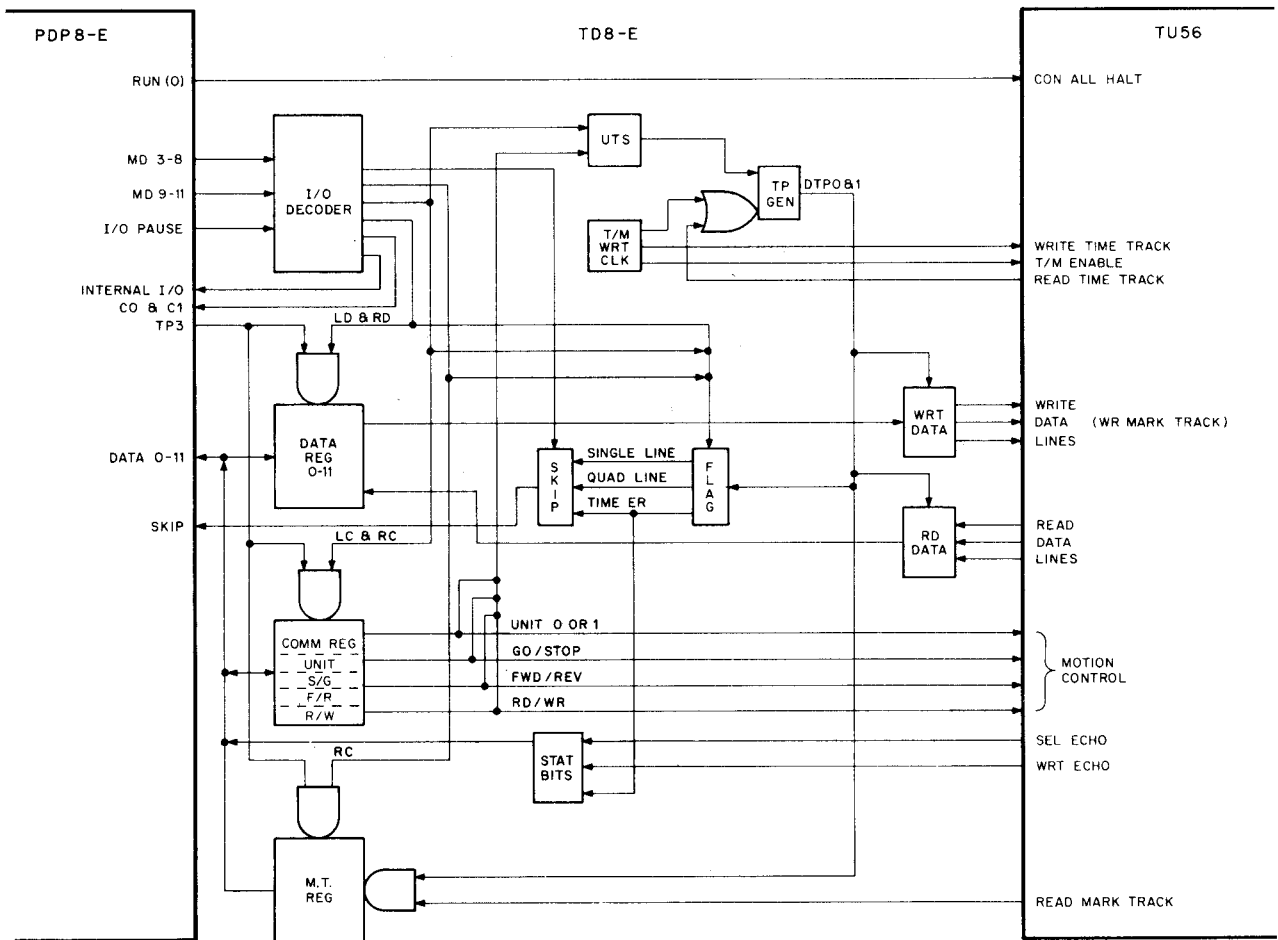 PDP8-E
TD8-E
TU56
RUN (0)
CON ALL HALT
MD 3-8
MD 9-11
I/O PAUSE
I/O
DECODER
UTS
TP
GEN
DTP0&1
T/M
WRT
CLK
WRITE TIME TRACK
T/M ENABLE
READ TIME TRACK
INTERNAL I/O
C0 & C1
TP3
LD & RD
DATA
REG
0-11
DATA 0-11
SKIP
SKIP
SINGLE LINE
QUAD LINE
TIME ER
FLAG
WRT
DATA
WRITE
DATA (WR MARK TRACK)
LINES
RD
DATA
READ
DATA
LINES
LC & RC
COMM REG
UNIT
S/G
F/R
R/W
UNIT 0 OR 1
GO/STOP
FWD/REV
RD/WR
MOTION
CONTROL
RC
STAT
BITS
SEL ECHO
WRT ECHO
M.T.
REG
READ MARK TRACK